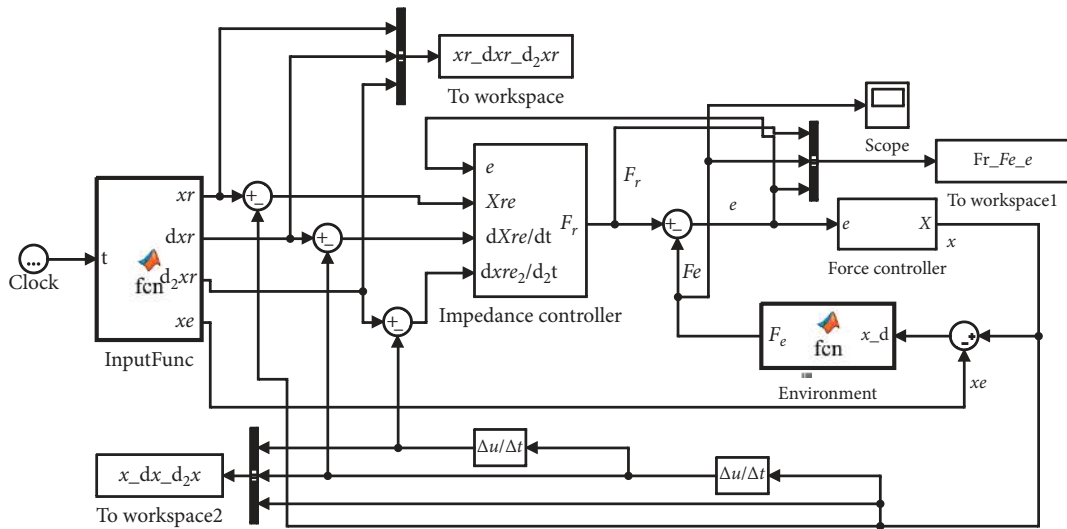 xr_dxr_d₂xr
To workspace
Scope
Fr_Fe_e
To workspace1
t
Clock
xr
dxr
d₂xr
xe
fcn
InputFunc
+
−
+
−
+
−
e
Xre
dXre/dt
dxre₂/d₂t
Fᵣ
Impedance controller
Fᵣ
+
−
e
Fe
e
X
Force controller
x
Fₑ
fcn
x_d
Environment
−
+
xe
Δu/Δt
Δu/Δt
x_dx_d₂x
To workspace2